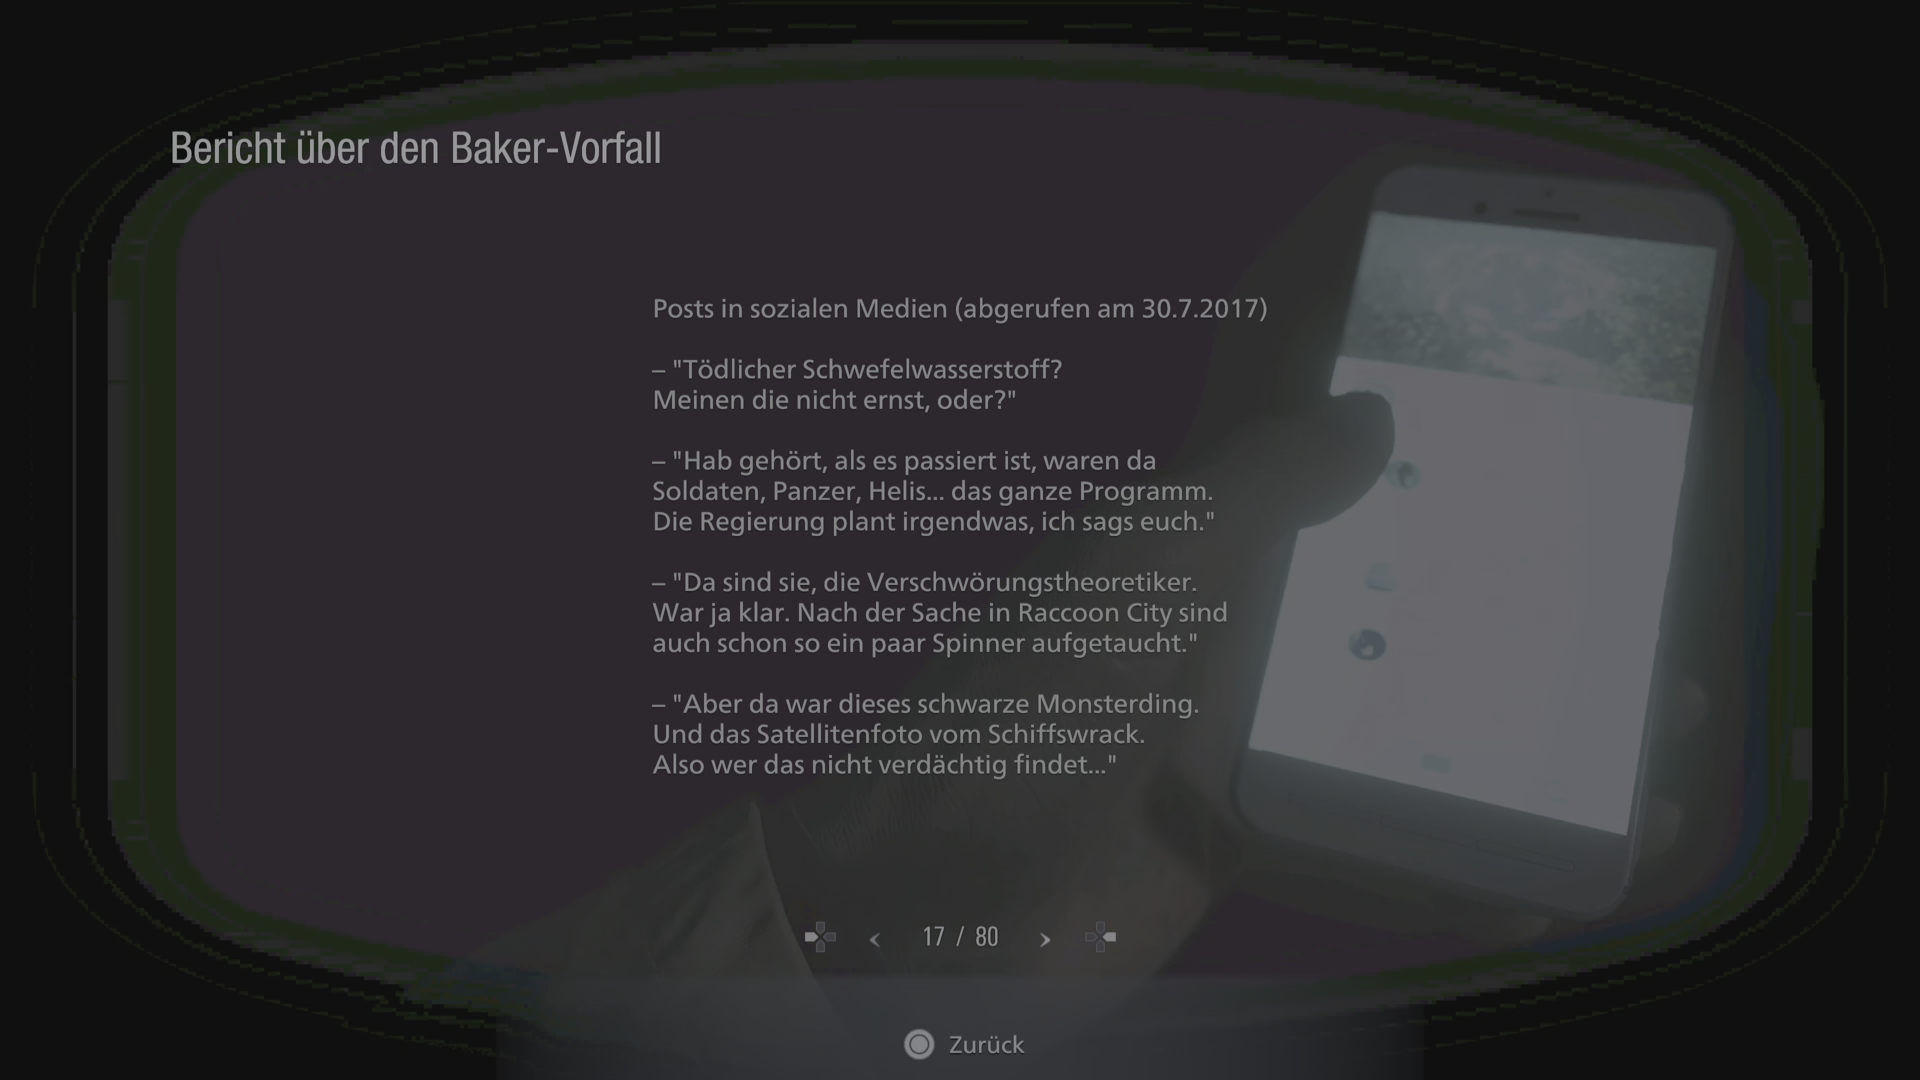 Bericht über den Baker-Vorfall
Posts in sozialen Medien (abgerufen am 30.7.2017)
– "Tödlicher Schwefelwasserstoff?
Meinen die nicht ernst, oder?"
– "Hab gehört, als es passiert ist, waren da
Soldaten, Panzer, Helis... das ganze Programm.
Die Regierung plant irgendwas, ich sags euch."
– "Da sind sie, die Verschwörungstheoretiker.
War ja klar. Nach der Sache in Raccoon City sind
auch schon so ein paar Spinner aufgetaucht."
– "Aber da war dieses schwarze Monsterding.
Und das Satellitenfoto vom Schiffswrack.
Also wer das nicht verdächtig findet..."
17 / 80
Zurück